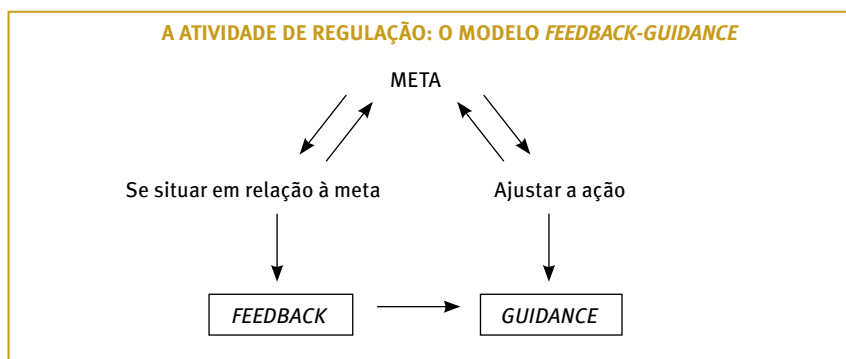 A ATIVIDADE DE REGULAÇÃO: O MODELO FEEDBACK-GUIDANCE
META
Se situar em relação à meta
Ajustar a ação
FEEDBACK
GUIDANCE